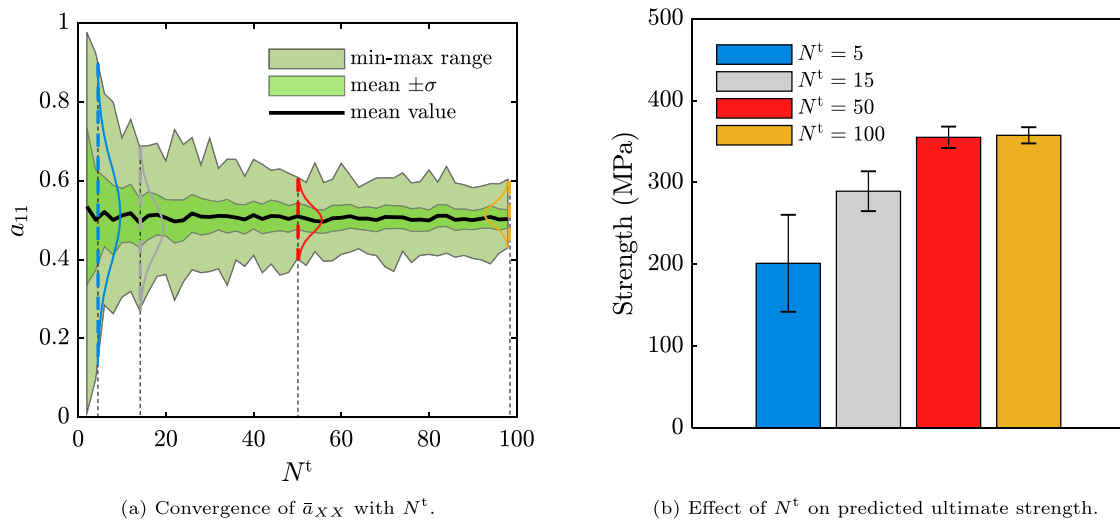 1
0.8
0.6
0.4
0.2
0
a₁₁
0
20
40
60
80
100
Nᵗ
min-max range
mean ±σ
mean value
(a) Convergence of ā_XX with Nᵗ.
500
400
300
200
100
0
Strength (MPa)
Nᵗ = 5
Nᵗ = 15
Nᵗ = 50
Nᵗ = 100
(b) Effect of Nᵗ on predicted ultimate strength.